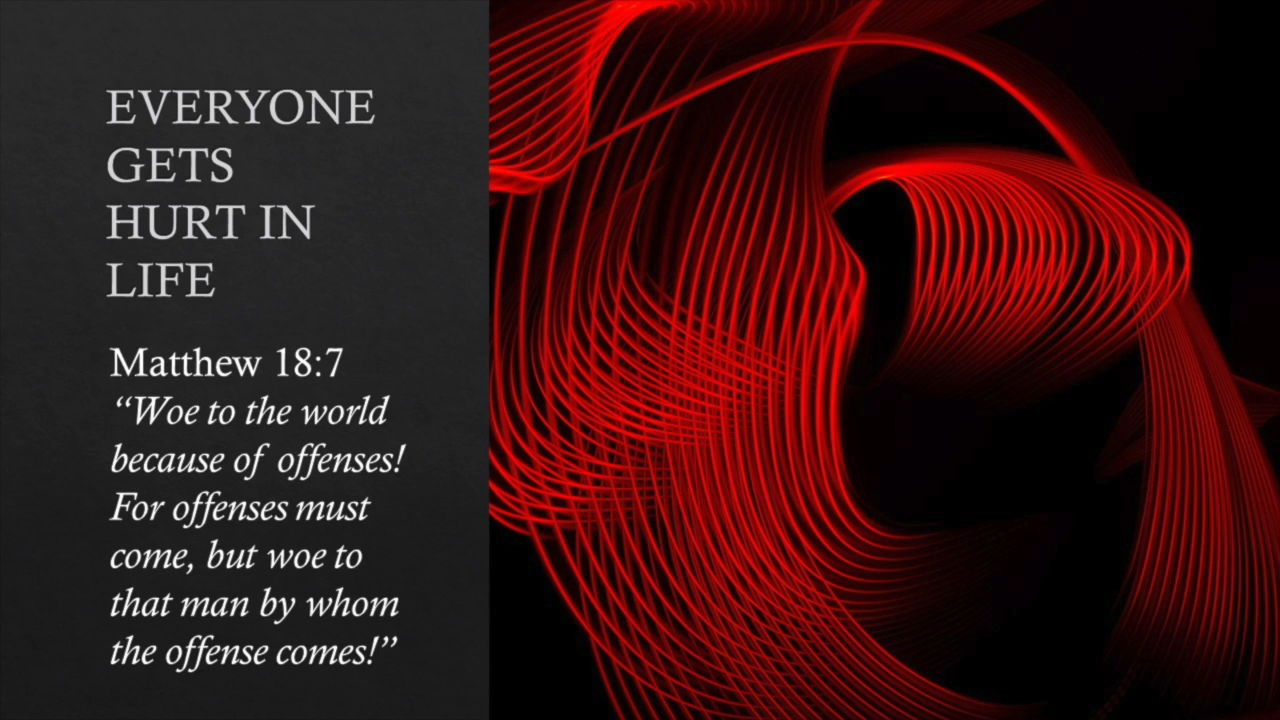 EVERYONE
GETS
HURT IN
LIFE
Matthew 18:7
“Woe to the world
because of offenses!
For offenses must
come, but woe to
that man by whom
the offense comes!”